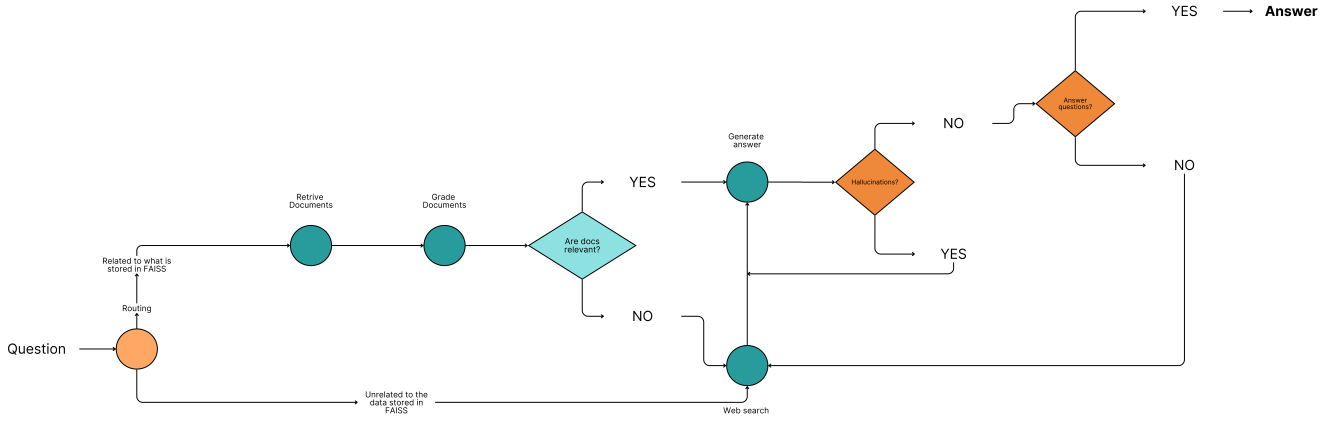 Question
Routing
Related to what is
stored in FAISS
Unrelated to the
data stored in
FAISS
Retrive
Documents
Grade
Documents
Are docs
relevant?
YES
NO
Web search
Generate
answer
Hallucinations?
NO
YES
Answer
questions?
YES
Answer
NO